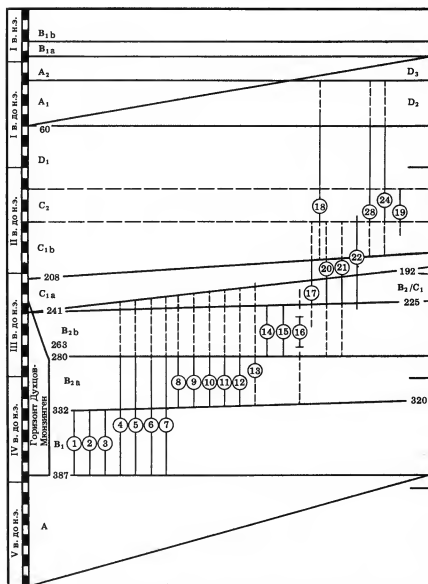 I в. н.э.
B₁b
B₁a
I в. до н.э.
A₂
D₃
A₁
D₂
60
D₁
II в. до н.э.
C₂
18
28
24
19
C₁b
20
21
22
208
192
C₁a
17
B₂/C₁
241
225
III в. до н.э.
B₂b
14
15
16
263
280
Горизонт Духцов-
Мюнзинген
B₂a
13
8
9
10
11
12
332
320
IV в. до н.э.
B₁
1
2
3
4
5
6
7
387
V в. до н.э.
A